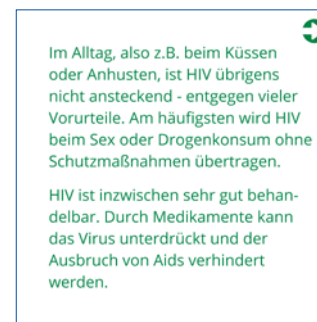 Im Alltag, also z.B. beim Küssen
oder Anhusten, ist HIV übrigens
nicht ansteckend - entgegen vieler
Vorurteile. Am häufigsten wird HIV
beim Sex oder Drogenkonsum ohne
Schutzmaßnahmen übertragen.
HIV ist inzwischen sehr gut behan-
delbar. Durch Medikamente kann
das Virus unterdrückt und der
Ausbruch von Aids verhindert
werden.